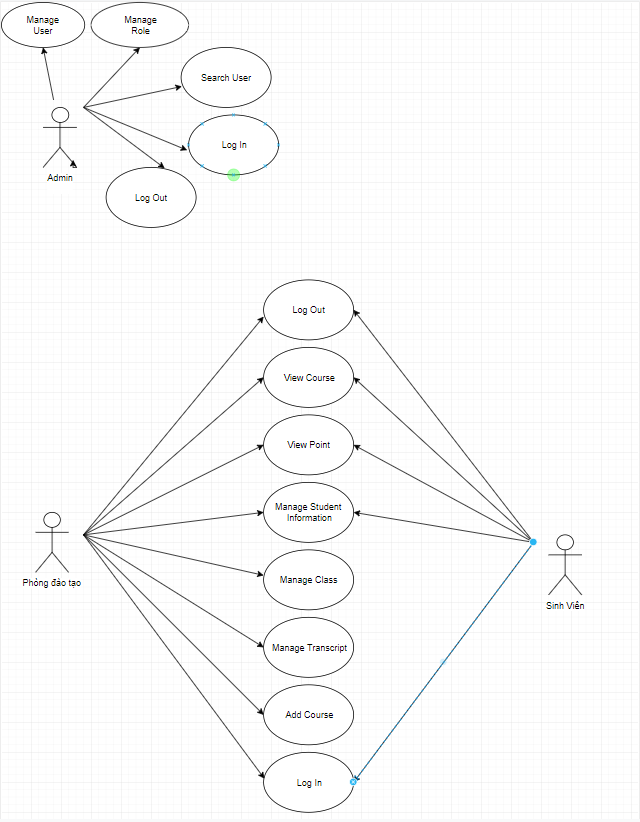 Manage
User
Manage
Role
Search User
Log In
Admin
Log Out
Log Out
View Course
View Point
Manage Student
Information
Manage Class
Phòng đào tạo
Sinh Viên
Manage Transcript
Add Course
Log In